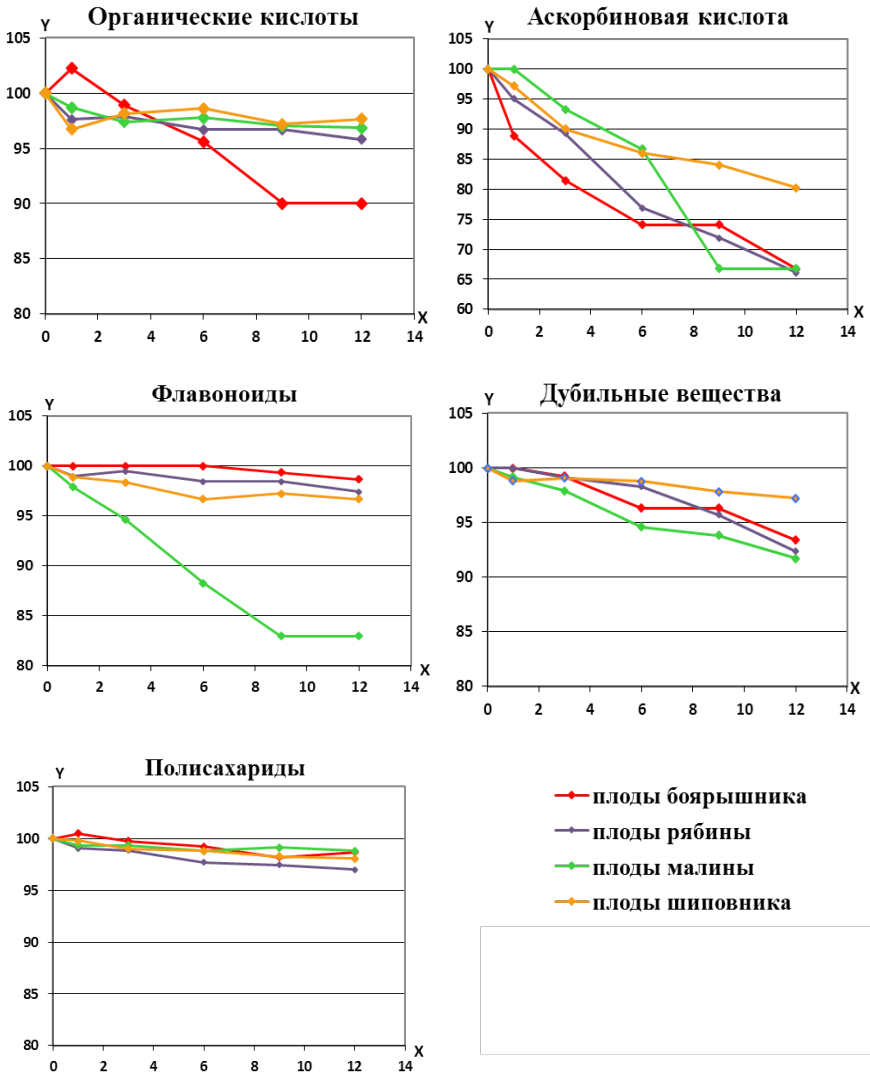 Органические кислоты
Y
105
100
95
90
85
80
0 2 4 6 8 10 12 14
X
Аскорбиновая кислота
Y
105
100
95
90
85
80
75
70
65
60
0 2 4 6 8 10 12 14
X
Флавоноиды
Y
105
100
95
90
85
80
0 2 4 6 8 10 12 14
X
Дубильные вещества
Y
105
100
95
90
85
80
0 2 4 6 8 10 12 14
X
Полисахариды
Y
105
100
95
90
85
80
0 2 4 6 8 10 12 14
X
плоды боярышника
плоды рябины
плоды малины
плоды шиповника